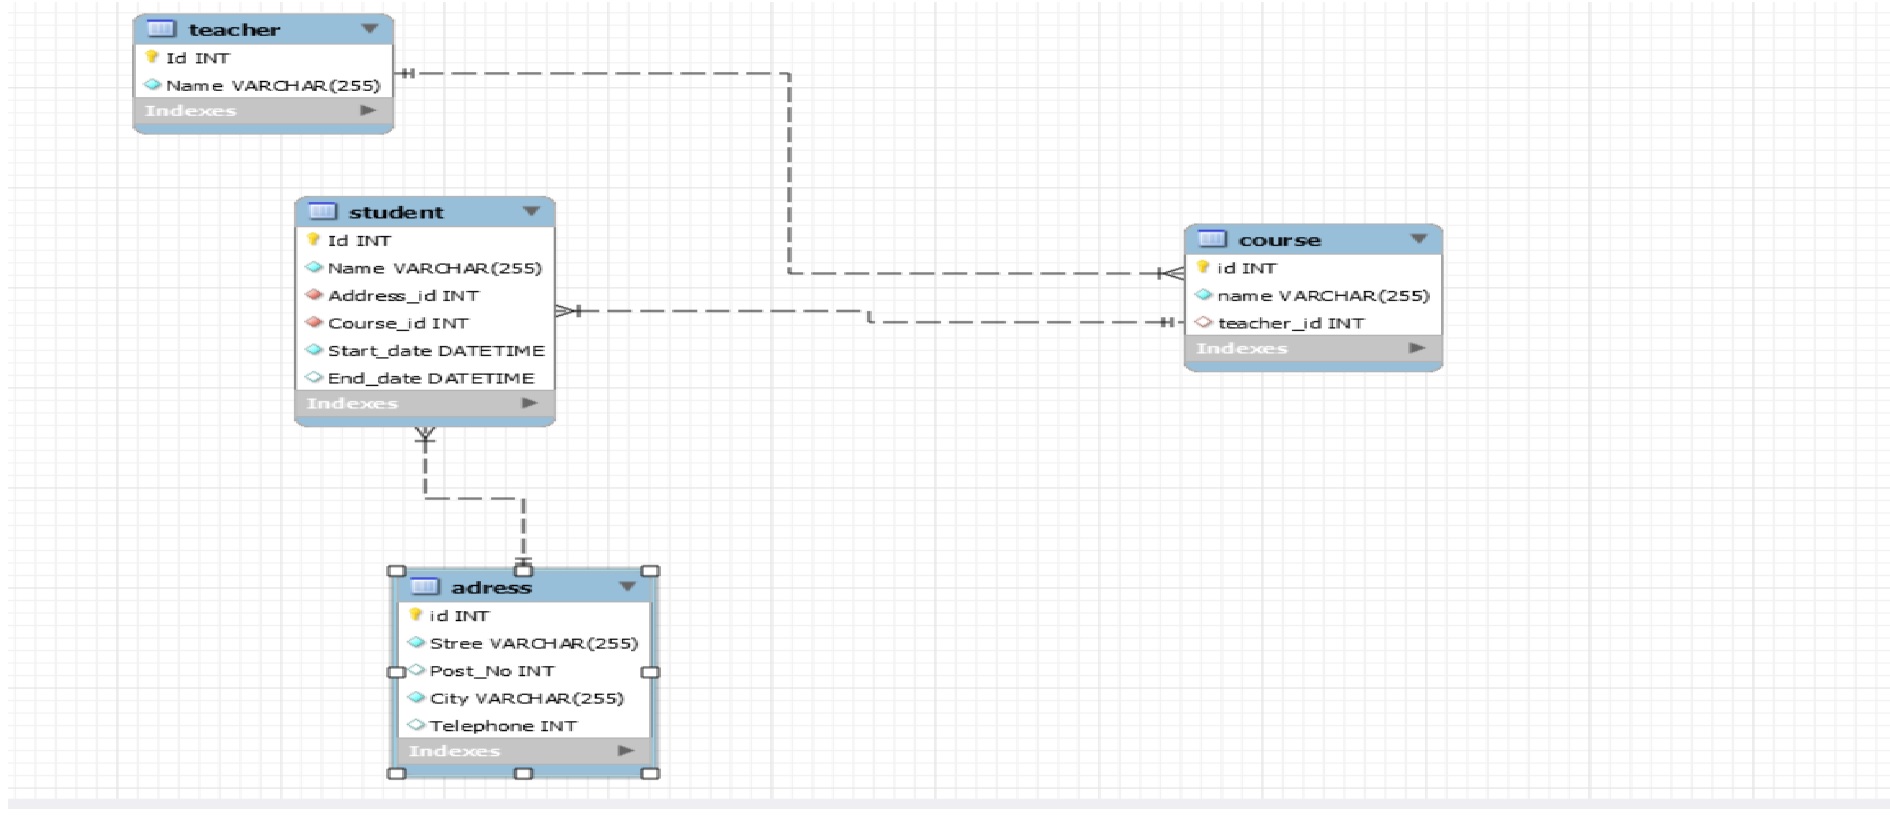 teacher
Id INT
Name VARCHAR(255)
Indexes
student
Id INT
Name VARCHAR(255)
Address_id INT
Course_id INT
Start_date DATETIME
End_date DATETIME
Indexes
course
id INT
name VARCHAR(255)
teacher_id INT
Indexes
adress
id INT
Stree VARCHAR(255)
Post_No INT
City VARCHAR(255)
Telephone INT
Indexes